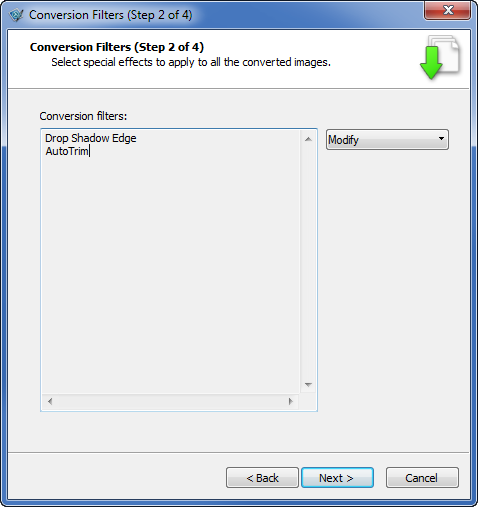 Conversion Filters (Step 2 of 4)
Conversion Filters (Step 2 of 4)
Select special effects to apply to all the converted images.
Conversion filters:
Drop Shadow Edge
Modify
AutoTrim
< Back
Next >
Cancel